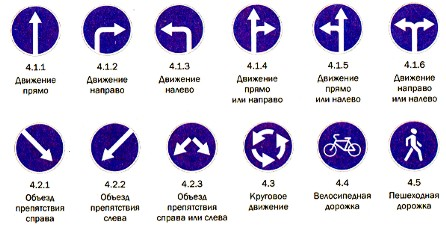 4.1.1 4.1.2 4.1.3 4.1.4 4.1.5 4.1.6
Движение Движение Движение Движение Движение Движение
прямо направо налево прямо прямо направо
или направо или налево или налево
4.2.1 4.2.2 4.2.3 4.3 4.4 4.5
Объезд Объезд Объезд Круговое Велосипедная Пешеходная
препятствия препятствия препятствия движение дорожка дорожка
справа слева справа или слева